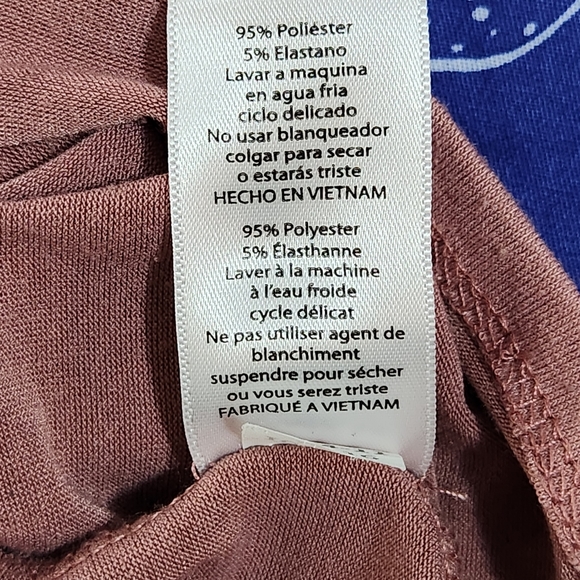 95% Poliéster
5% Elastano
Lavar a maquina
en agua fria
ciclo delicado
No usar blanqueador
colgar para secar
o estarás triste
HECHO EN VIETNAM
95% Polyester
5% Élasthanne
Laver à la machine
à l'eau froide
cycle délicat
Ne pas utiliser agent de
blanchiment
suspendre pour sécher
ou vous serez triste
FABRIQUÉ A VIETNAM